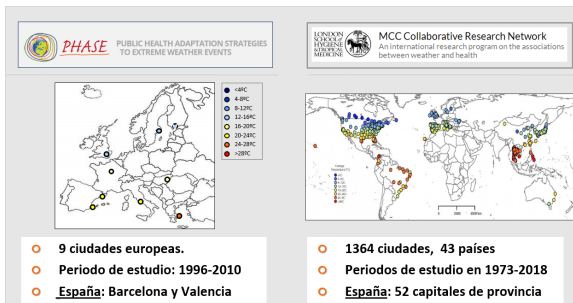 PHASE
PUBLIC HEALTH ADAPTATION STRATEGIES
TO EXTREME WEATHER EVENTS
<4ºC
4-8ºC
8-12ºC
12-16ºC
16-20ºC
20-24ºC
24-28ºC
>28ºC
9 ciudades europeas.
Periodo de estudio: 1996-2010
España: Barcelona y Valencia
LONDON
SCHOOL of
HYGIENE
&TROPICAL
MEDICINE
MCC Collaborative Research Network
An international research program on the associations
between weather and health
1364 ciudades, 43 países
Periodos de estudio en 1973-2018
España: 52 capitales de provincia